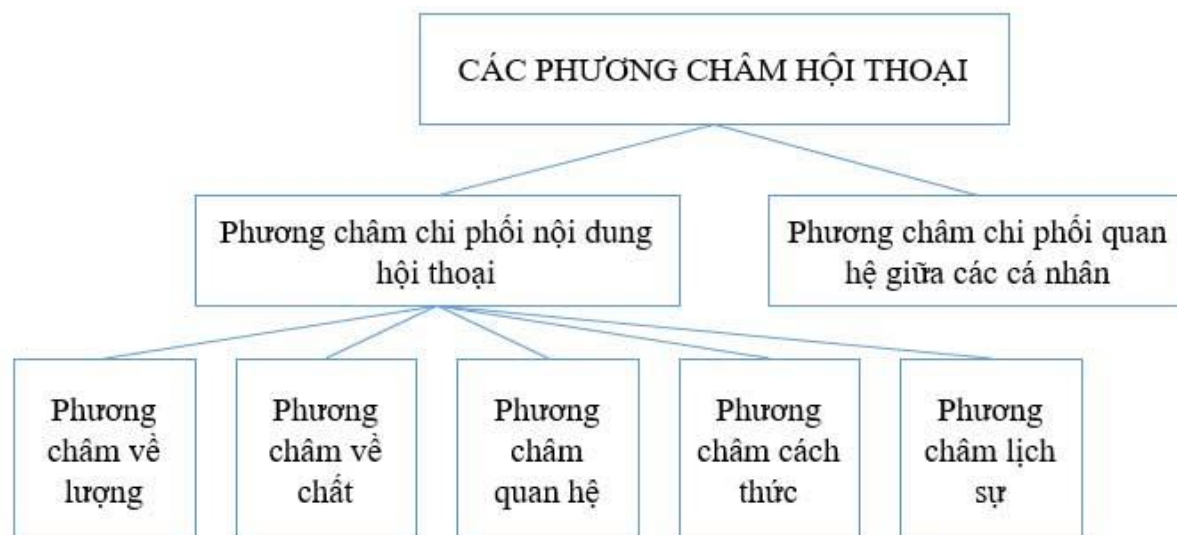 CÁC PHƯƠNG CHÂM HỘI THOẠI
Phương châm chi phối nội dung
hội thoại
Phương châm chi phối quan
hệ giữa các cá nhân
Phương
châm về
lượng
Phương
châm về
chất
Phương
châm
quan hệ
Phương
châm cách
thức
Phương
châm lịch
sự